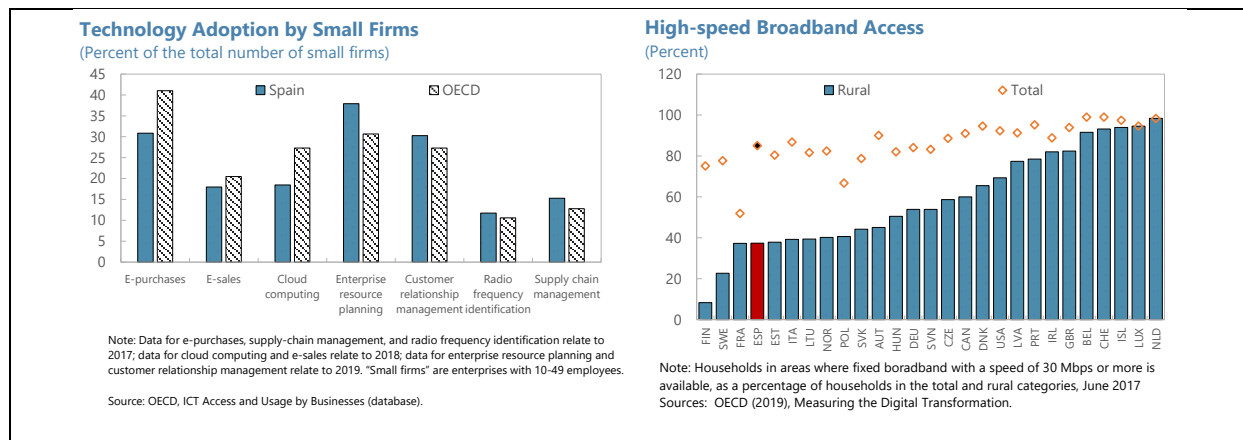 Technology Adoption by Small Firms
(Percent of the total number of small firms)
45
40
35
30
25
20
15
10
5
0
Spain
OECD
E-purchases
E-sales
Cloud
computing
Enterprise
resource
planning
Customer
relationship
management
Radio
frequency
identification
Supply chain
management
Note: Data for e-purchases, supply-chain management, and radio frequency identification relate to
2017; data for cloud computing and e-sales relate to 2018; data for enterprise resource planning and
customer relationship management relate to 2019. "Small firms" are enterprises with 10-49 employees.
Source: OECD, ICT Access and Usage by Businesses (database).
High-speed Broadband Access
(Percent)
120
100
80
60
40
20
0
Rural
Total
FIN
SWE
FRA
ESP
EST
ITA
LTU
NOR
POL
SVK
AUT
HUN
DEU
SVN
CZE
CAN
DNK
USA
LVA
PRT
IRL
GBR
BEL
CHE
ISL
LUX
NLD
Note: Households in areas where fixed boradband with a speed of 30 Mbps or more is
available, as a percentage of households in the total and rural categories, June 2017
Sources: OECD (2019), Measuring the Digital Transformation.